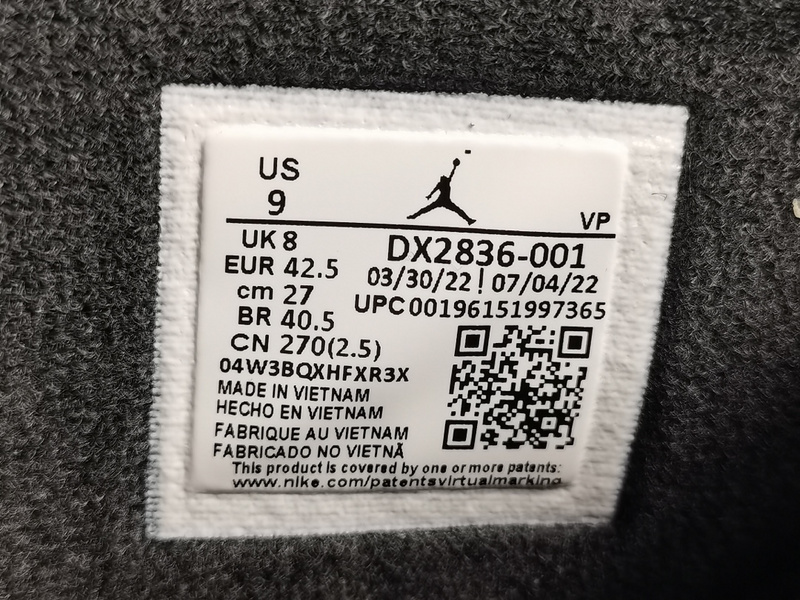 US
9
VP
UK 8
EUR 42.5
cm 27
BR 40.5
CN 270(2.5)
DX2836-001
03/30/22 | 07/04/22
UPC00196151997365
04W3BQXHFXR3X
MADE IN VIETNAM
HECHO EN VIETNAM
FABRIQUE AU VIETNAM
FABRICADO NO VIETNÃ
This product is covered by one or more patents:
www.nike.com/patentsvirtualmarking